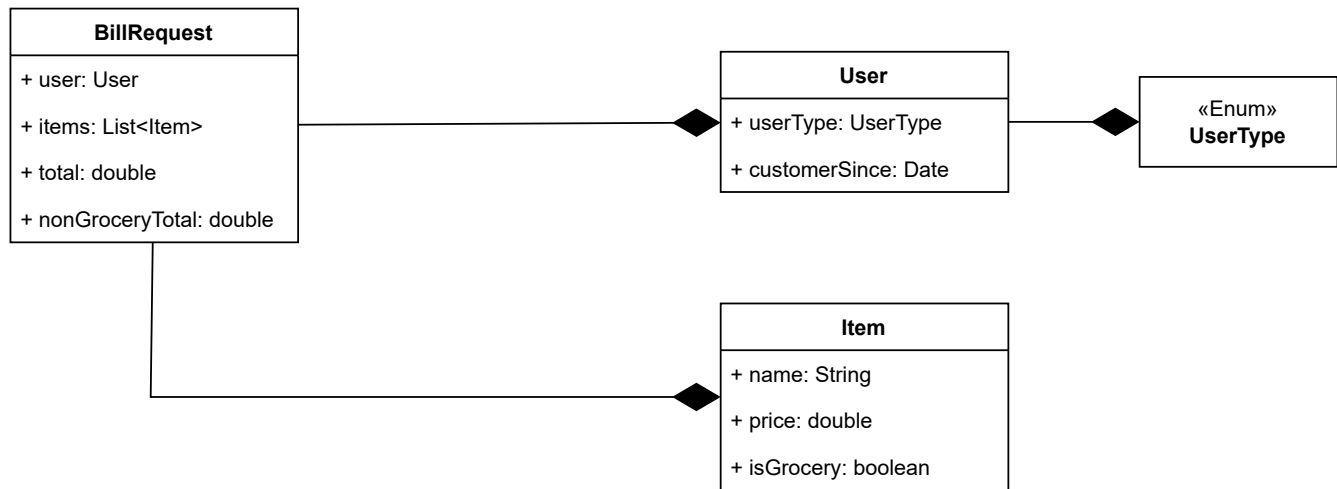 BillRequest
+ user: User
+ items: List<Item>
+ total: double
+ nonGroceryTotal: double
User
+ userType: UserType
+ customerSince: Date
«Enum»
UserType
Item
+ name: String
+ price: double
+ isGrocery: boolean